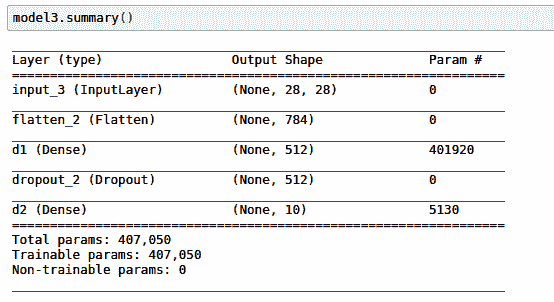 model3.summary()
Layer (type) Output Shape Param #
input_3 (InputLayer) (None, 28, 28) 0
flatten_2 (Flatten) (None, 784) 0
d1 (Dense) (None, 512) 401920
dropout_2 (Dropout) (None, 512) 0
d2 (Dense) (None, 10) 5130
Total params: 407,050
Trainable params: 407,050
Non-trainable params: 0